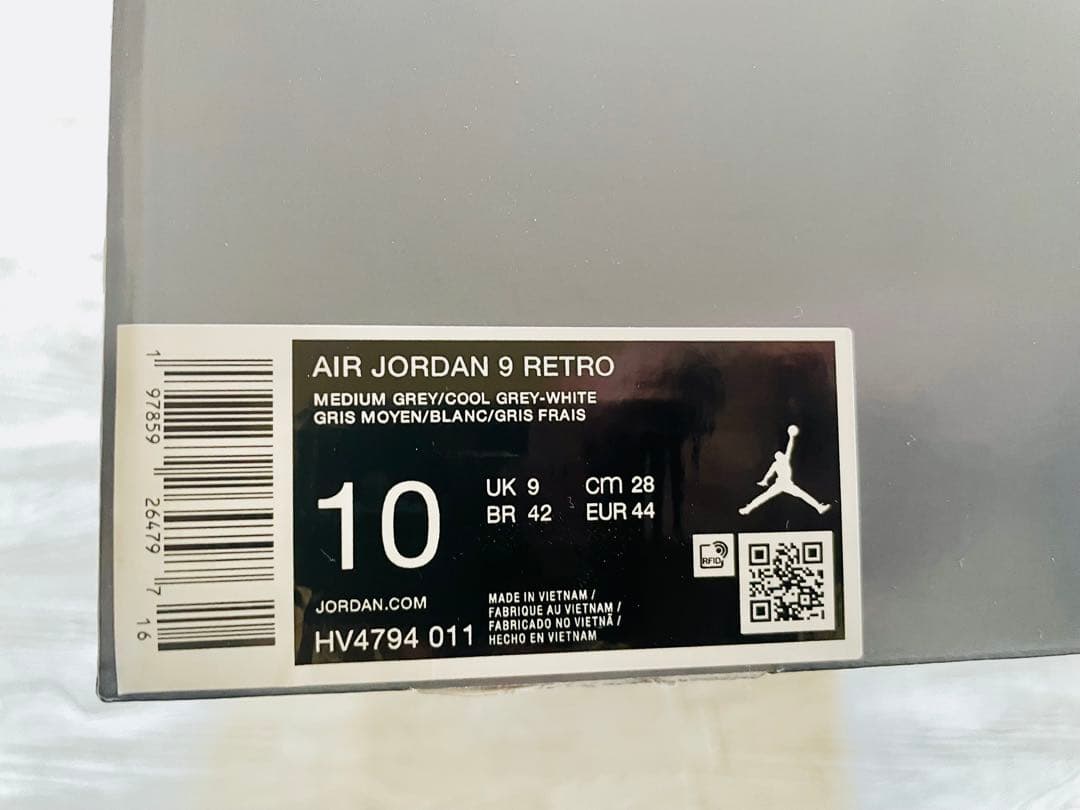 AIR JORDAN 9 RETRO
MEDIUM GREY/COOL GREY-WHITE
GRIS MOYEN/BLANC/GRIS FRAIS
10
UK 9 cm 28
BR 42 EUR 44
RFID
JORDAN.COM
HV4794 011
MADE IN VIETNAM /
FABRIQUE AU VIETNAM /
FABRICADO NO VIETNÃ /
HECHO EN VIETNAM
1 97859 26479 7 16